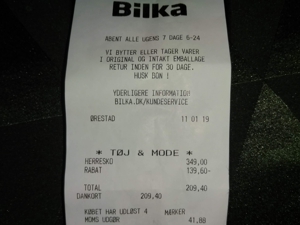 Bilka
ÅBENT ALLE UGENS 7 DAGE 6-24
VI BYTTER ELLER TAGER VARER
I ORIGINAL OG INTAKT EMBALLAGE
RETUR INDEN FOR 30 DAGE.
HUSK BON !
YDERLIGERE INFORMATION
BILKA.DK/KUNDESERVICE
ØRESTAD 11 01 19
* TØJ & MODE *
HERRESKO 349,00
RABAT 139,60-
TOTAL 209,40
DANKORT 209,40
KØBET HAR UDLØST 4 MÆRKER
MOMS UDGØR 41,88